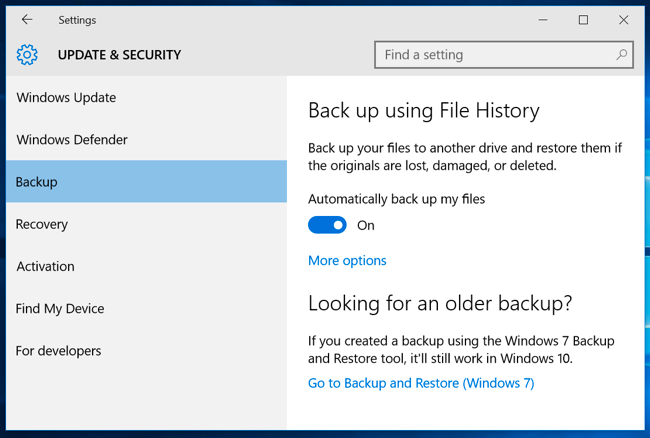 Settings
UPDATE & SECURITY
Find a setting
Windows Update
Windows Defender
Backup
Recovery
Activation
Find My Device
For developers
Back up using File History
Back up your files to another drive and restore them if
the originals are lost, damaged, or deleted.
Automatically back up my files
On
More options
Looking for an older backup?
If you created a backup using the Windows 7 Backup
and Restore tool, it'll still work in Windows 10.
Go to Backup and Restore (Windows 7)